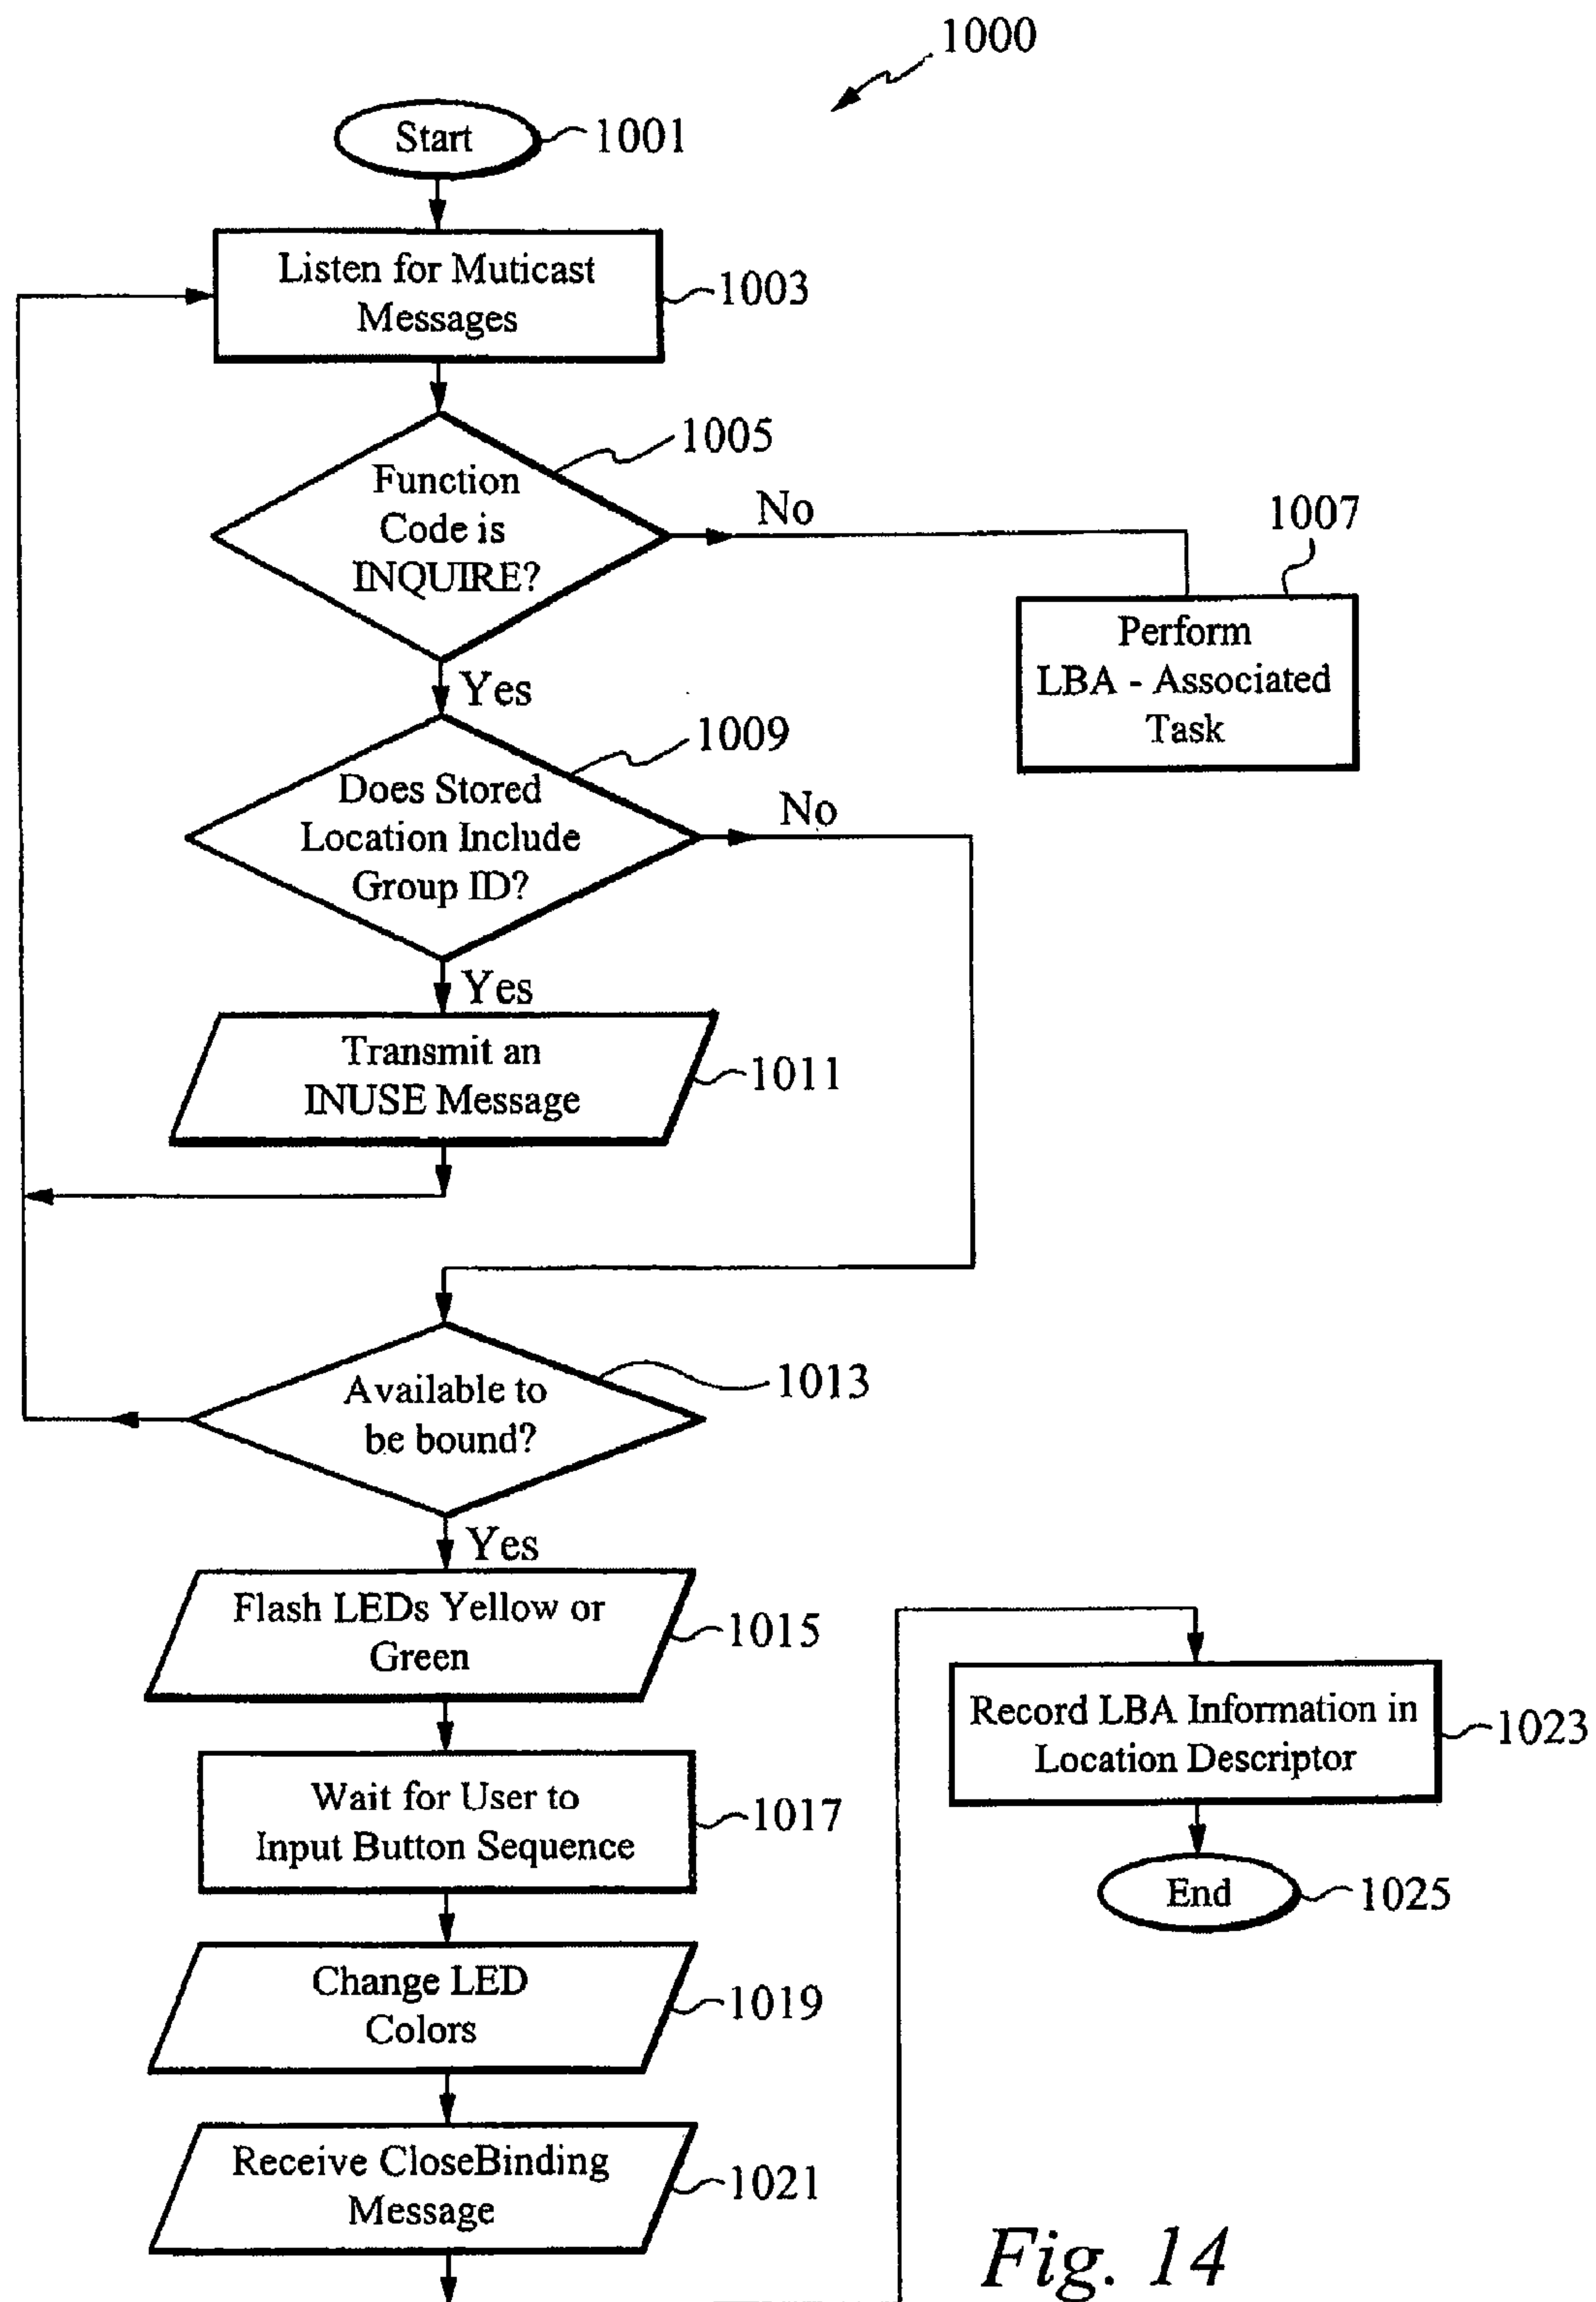 1000
Start
1001
Listen for Muticast
Messages
1003
Function
Code is
INQUIRE?
1005
No
1007
Perform
LBA - Associated
Task
Yes
1009
Does Stored
Location Include
Group ID?
No
Yes
Transmit an
INUSE Message
1011
Available to
be bound?
1013
Yes
Flash LEDs Yellow or
Green
1015
Wait for User to
Input Button Sequence
1017
Change LED
Colors
1019
Receive CloseBinding
Message
1021
Record LBA Information in
Location Descriptor
1023
End
1025
Fig. 14